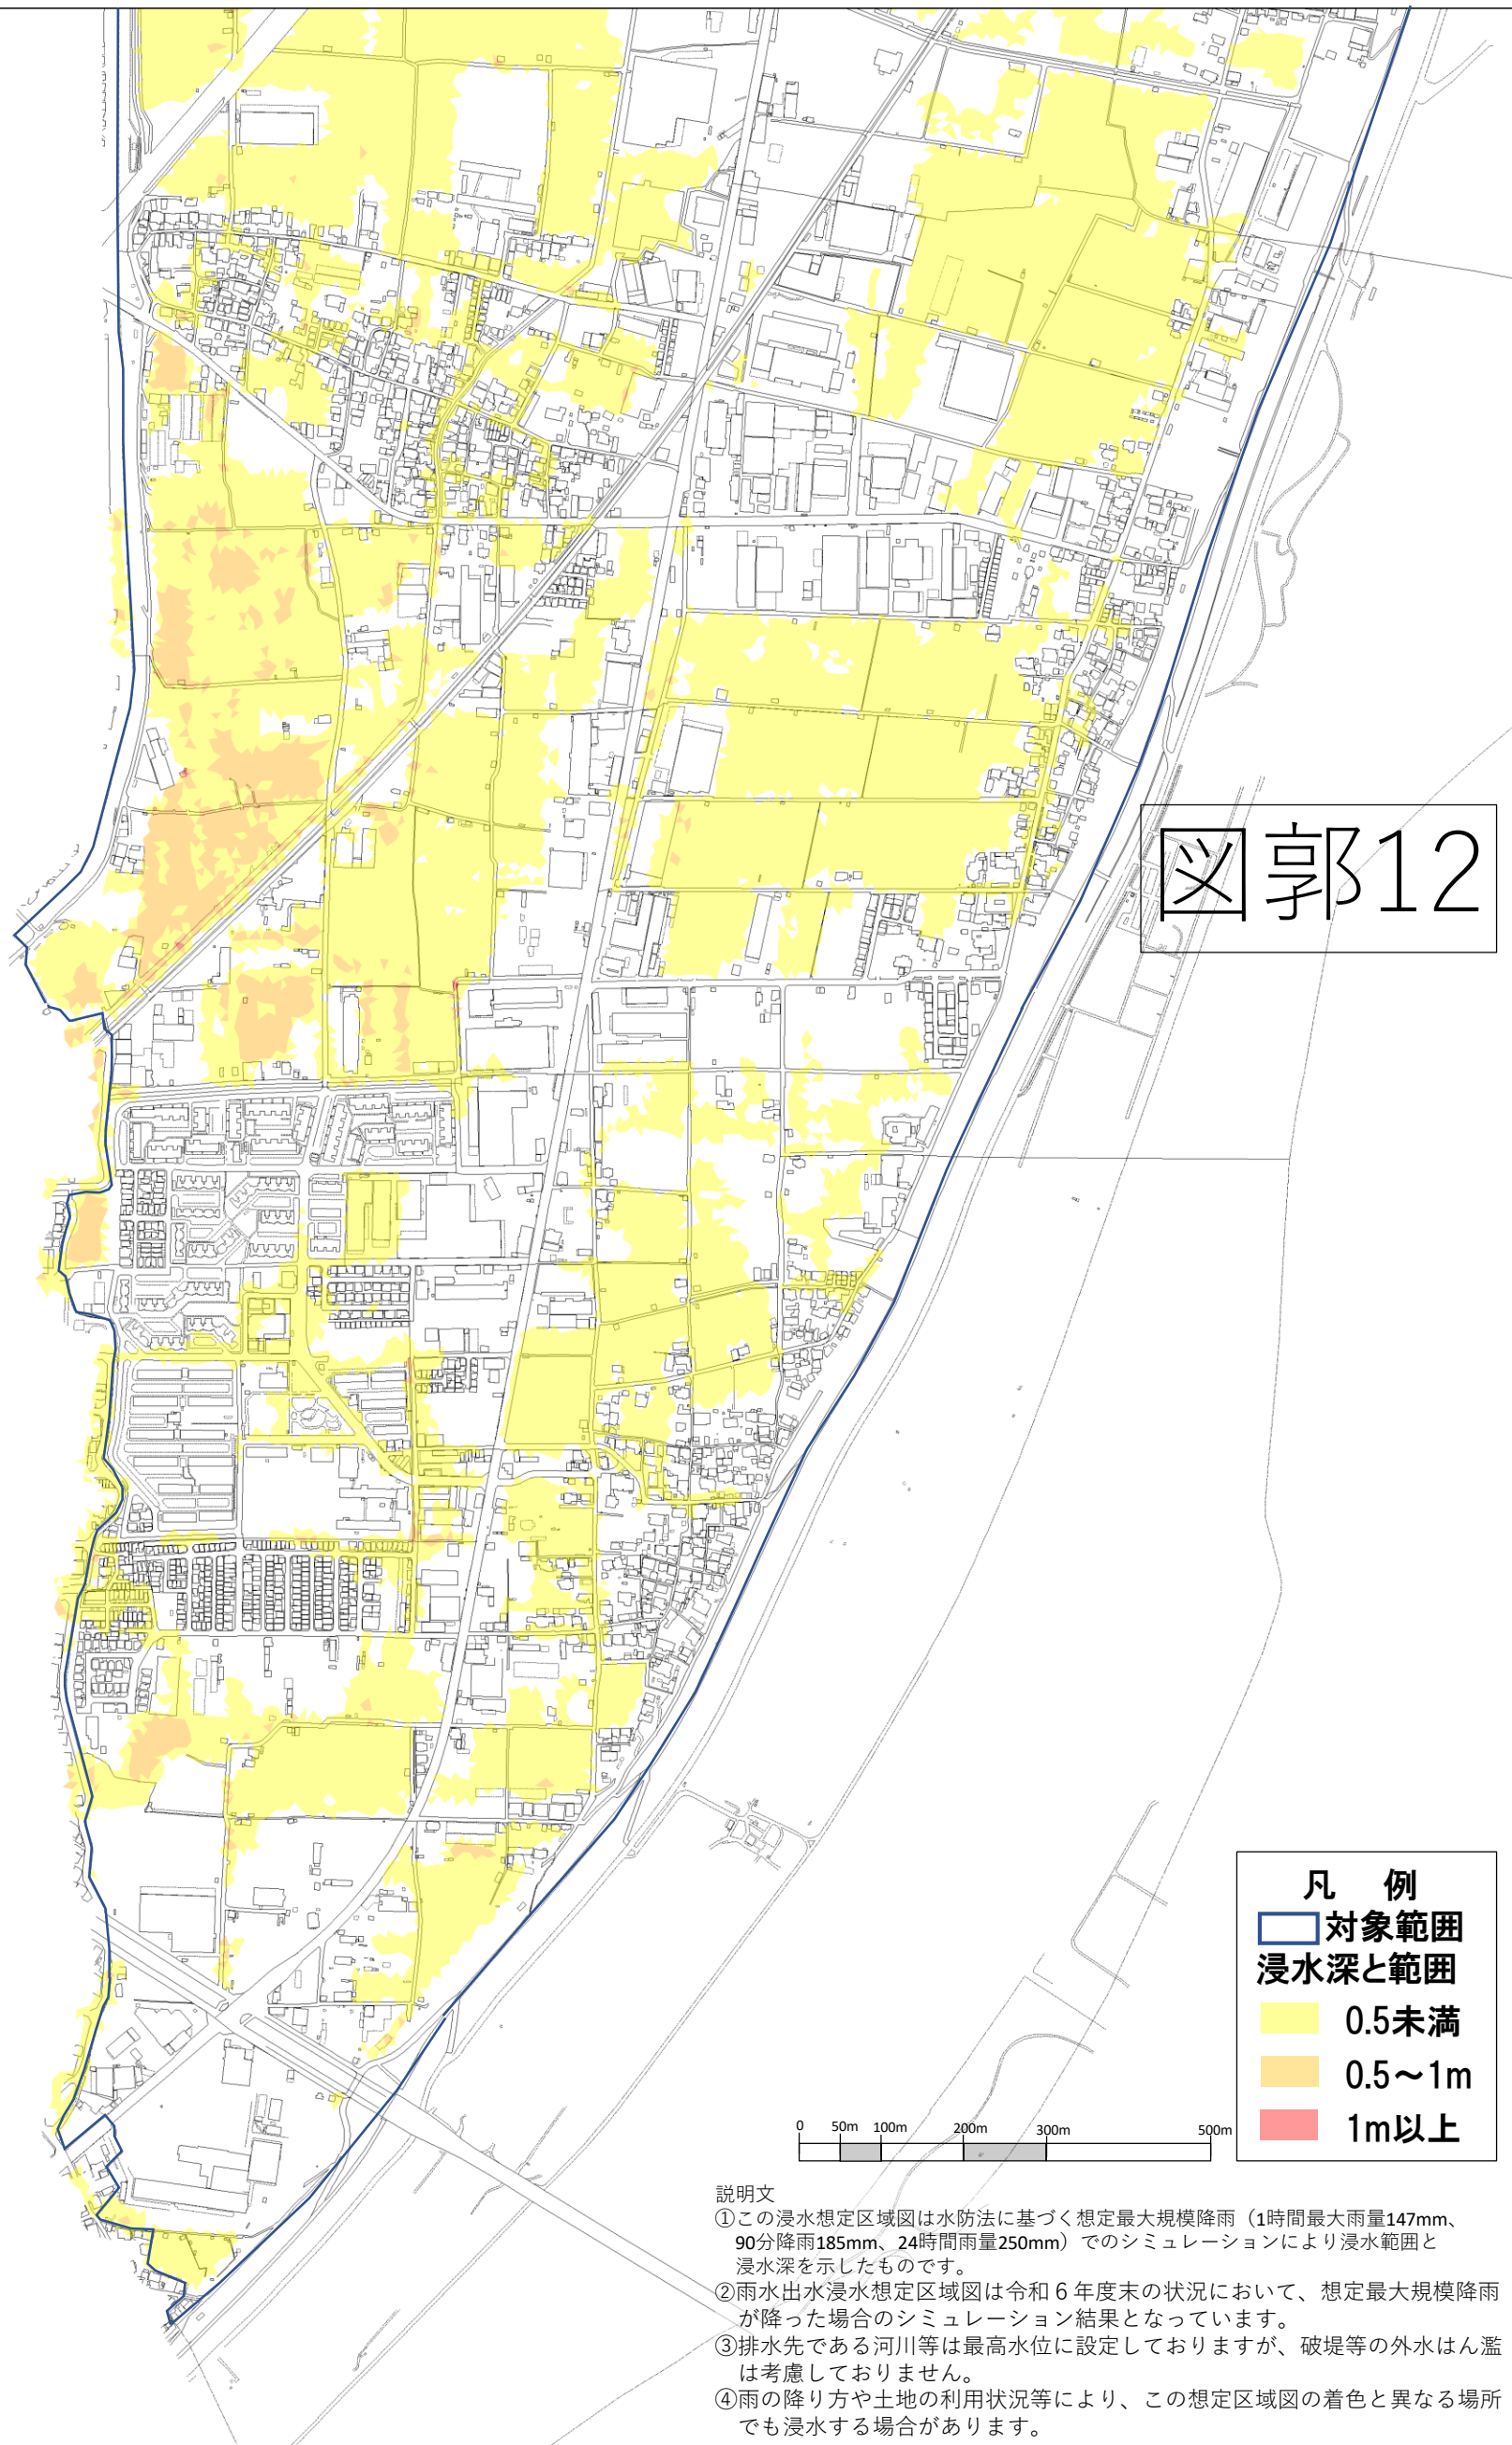 図郭12
凡 例
対象範囲
浸水深と範囲
0.5未満
0.5～1m
1m以上
0 50m 100m 200m 300m 500m
説明文
①この浸水想定区域図は水防法に基づく想定最大規模降雨（1時間最大雨量147mm、
90分降雨185mm、24時間雨量250mm）でのシミュレーションにより浸水範囲と
浸水深を示したものです。
②雨水出水浸水想定区域図は令和６年度末の状況において、想定最大規模降雨
が降った場合のシミュレーション結果となっています。
③排水先である河川等は最高水位に設定しておりますが、破堤等の外水はん濫
は考慮しておりません。
④雨の降り方や土地の利用状況等により、この想定区域図の着色と異なる場所
でも浸水する場合があります。